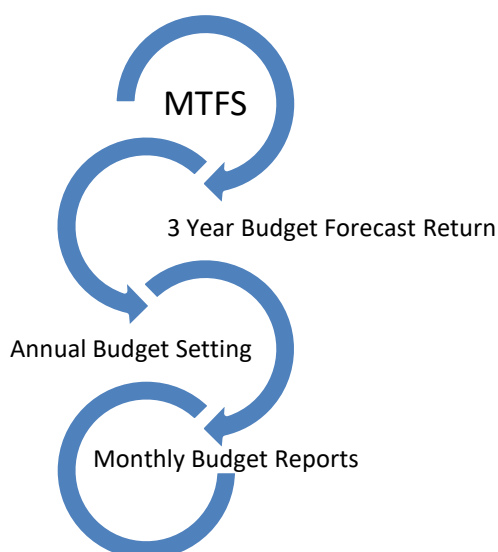 MTFS
3 Year Budget Forecast Return
Annual Budget Setting
Monthly Budget Reports